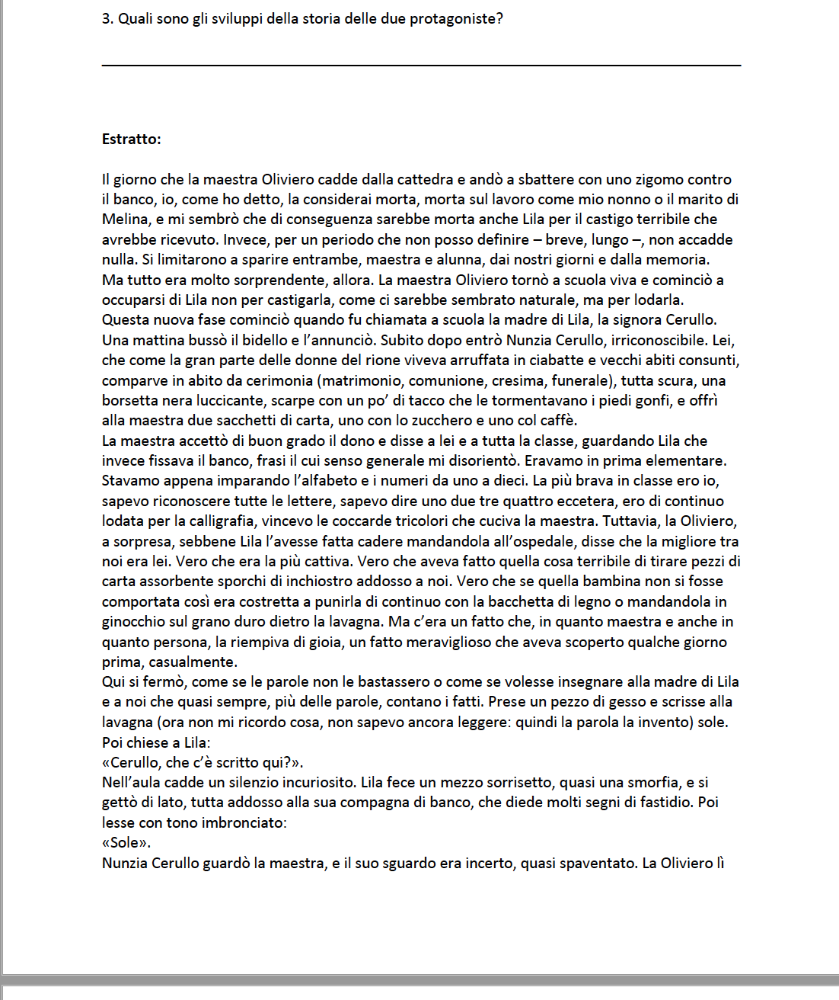 3. Quali sono gli sviluppi della storia delle due protagoniste?
Estratto:
Il giorno che la maestra Oliviero cadde dalla cattedra e andò a sbattere con uno zigomo contro
il banco, io, come ho detto, la considerai morta, morta sul lavoro come mio nonno o il marito di
Melina, e mi sembrò che di conseguenza sarebbe morta anche Lila per il castigo terribile che
avrebbe ricevuto. Invece, per un periodo che non posso definire – breve, lungo –, non accadde
nulla. Si limitarono a sparire entrambe, maestra e alunna, dai nostri giorni e dalla memoria.
Ma tutto era molto sorprendente, allora. La maestra Oliviero tornò a scuola viva e cominciò a
occuparsi di Lila non per castigarla, come ci sarebbe sembrato naturale, ma per lodarla.
Questa nuova fase cominciò quando fu chiamata a scuola la madre di Lila, la signora Cerullo.
Una mattina bussò il bidello e l’annunciò. Subito dopo entrò Nunzia Cerullo, irriconoscibile. Lei,
che come la gran parte delle donne del rione viveva arruffata in ciabatte e vecchi abiti consunti,
comparve in abito da cerimonia (matrimonio, comunione, cresima, funerale), tutta scura, una
borsetta nera luccicante, scarpe con un po’ di tacco che le tormentavano i piedi gonfi, e offrì
alla maestra due sacchetti di carta, uno con lo zucchero e uno col caffè.
La maestra accettò di buon grado il dono e disse a lei e a tutta la classe, guardando Lila che
invece fissava il banco, frasi il cui senso generale mi disorientò. Eravamo in prima elementare.
Stavamo appena imparando l’alfabeto e i numeri da uno a dieci. La più brava in classe ero io,
sapevo riconoscere tutte le lettere, sapevo dire uno due tre quattro eccetera, ero di continuo
lodata per la calligrafia, vincevo le coccarde tricolori che cuciva la maestra. Tuttavia, la Oliviero,
a sorpresa, sebbene Lila l’avesse fatta cadere mandandola all’ospedale, disse che la migliore tra
noi era lei. Vero che era la più cattiva. Vero che aveva fatto quella cosa terribile di tirare pezzi di
carta assorbente sporchi di inchiostro addosso a noi. Vero che se quella bambina non si fosse
comportata così era costretta a punirla di continuo con la bacchetta di legno o mandandola in
ginocchio sul grano duro dietro la lavagna. Ma c’era un fatto che, in quanto maestra e anche in
quanto persona, la riempiva di gioia, un fatto meraviglioso che aveva scoperto qualche giorno
prima, casualmente.
Qui si fermò, come se le parole non le bastassero o come se volesse insegnare alla madre di Lila
e a noi che quasi sempre, più delle parole, contano i fatti. Prese un pezzo di gesso e scrisse alla
lavagna (ora non mi ricordo cosa, non sapevo ancora leggere: quindi la parola la invento) sole.
Poi chiese a Lila:
«Cerullo, che c’è scritto qui?».
Nell’aula cadde un silenzio incuriosito. Lila fece un mezzo sorrisetto, quasi una smorfia, e si
gettò di lato, tutta addosso alla sua compagna di banco, che diede molti segni di fastidio. Poi
lesse con tono imbronciato:
«Sole».
Nunzia Cerullo guardò la maestra, e il suo sguardo era incerto, quasi spaventato. La Oliviero lì